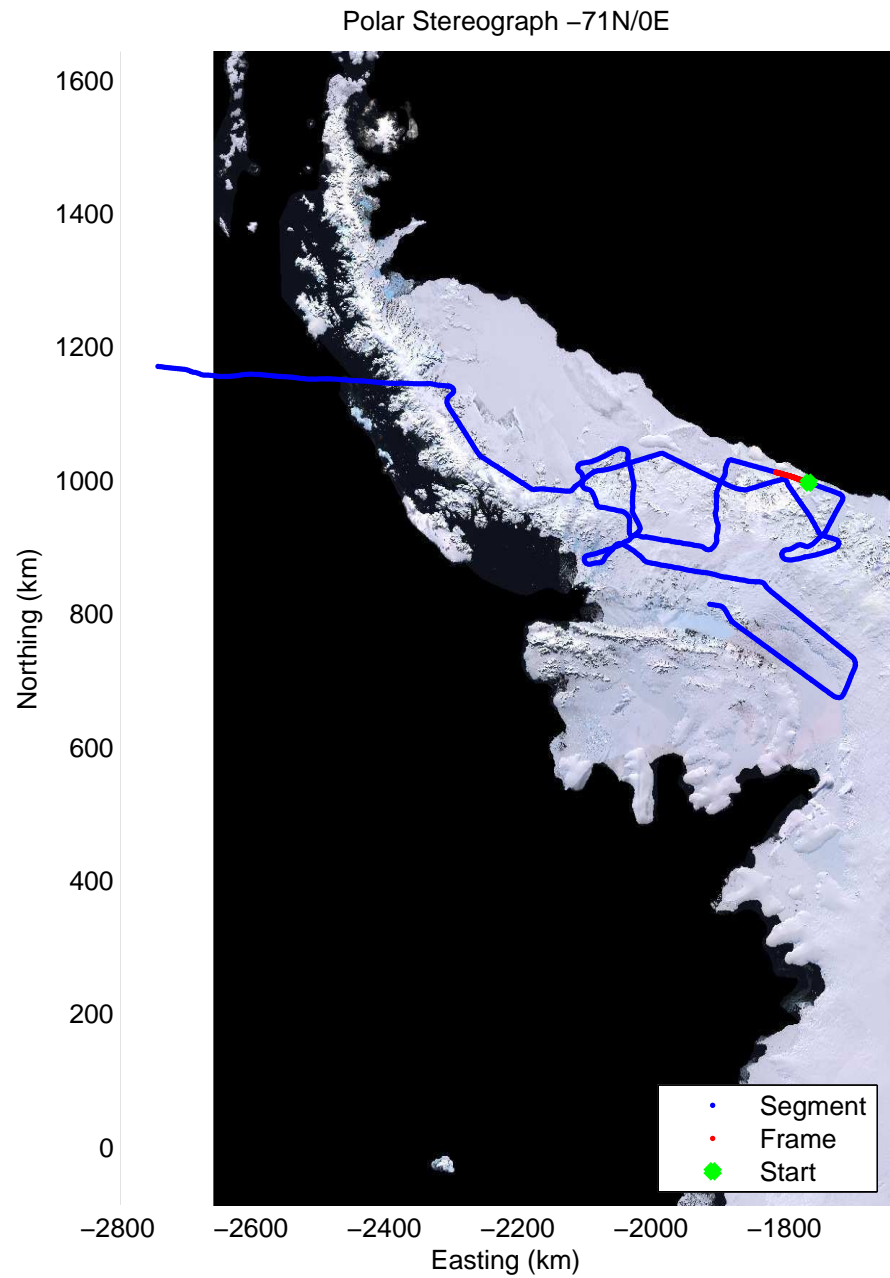 Polar Stereograph −71N/0E
1600
1400
1200
1000
800
600
400
200
0
Northing (km)
−2800 −2600 −2400 −2200 −2000 −1800
Easting (km)
Segment
Frame
Start